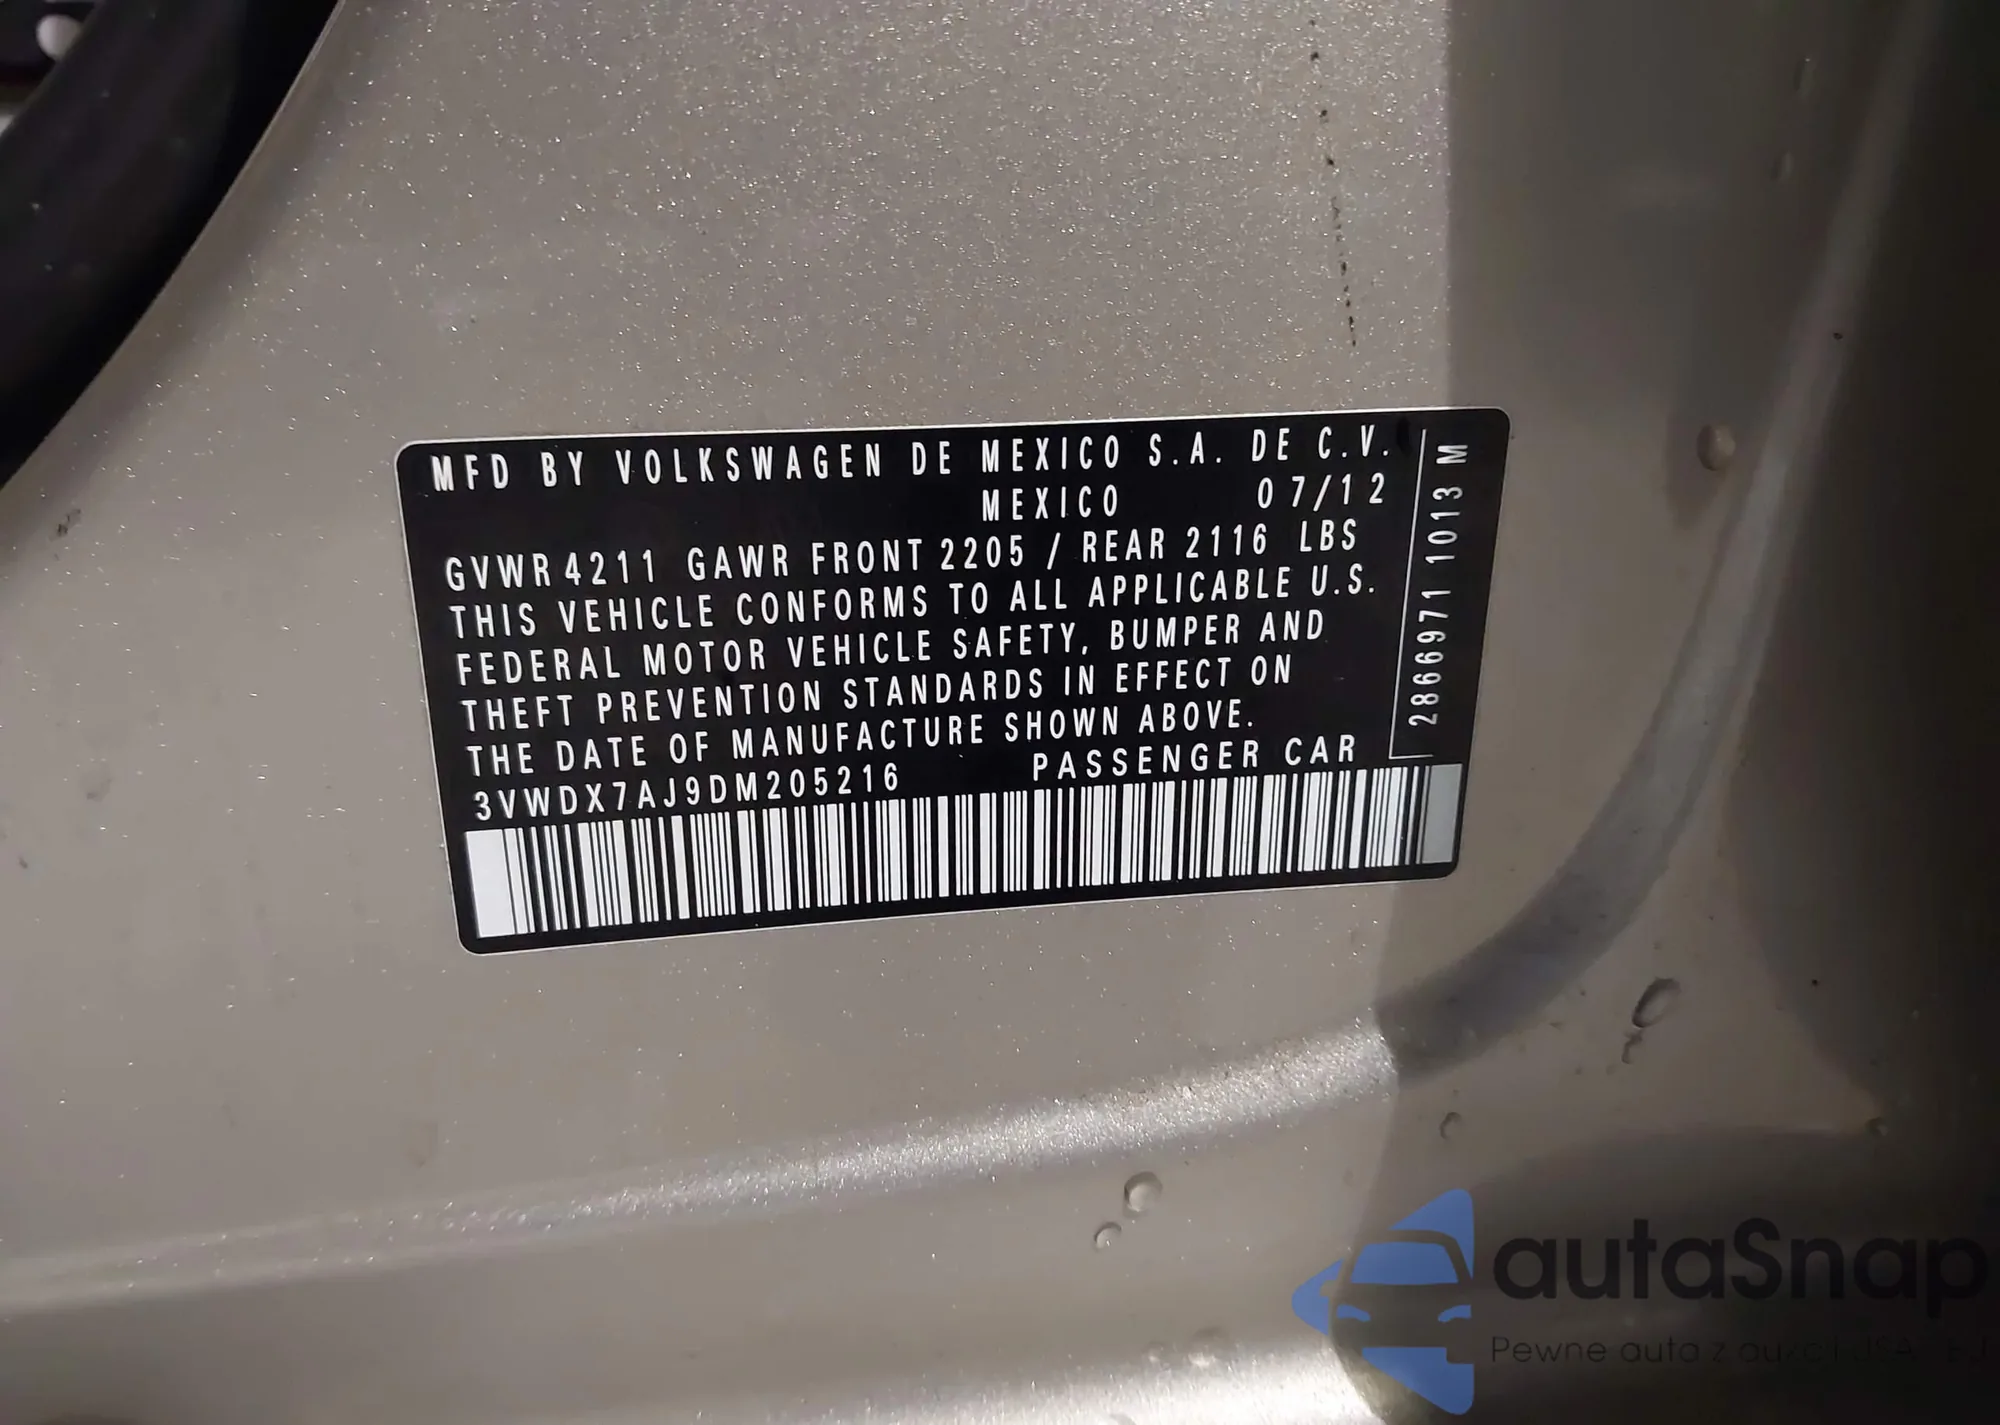 MFD BY VOLKSWAGEN DE MEXICO S.A. DE C.V.
MEXICO 07/12
GVWR 4211 GAWR FRONT 2205 / REAR 2116 LBS
THIS VEHICLE CONFORMS TO ALL APPLICABLE U.S.
FEDERAL MOTOR VEHICLE SAFETY, BUMPER AND
THEFT PREVENTION STANDARDS IN EFFECT ON
THE DATE OF MANUFACTURE SHOWN ABOVE.
3VWDX7AJ9DM205216 PASSENGER CAR
2866971 1013 M
autaSnap
Pewne auta z